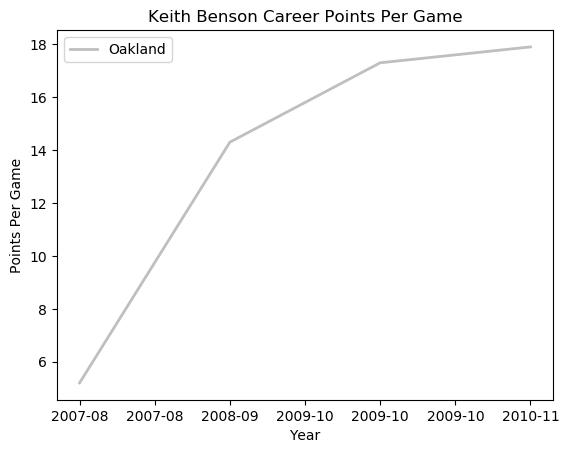 Keith Benson Career Points Per Game
Oakland
18
16
14
12
10
8
6
Points Per Game
2007-08 2007-08 2008-09 2009-10 2009-10 2009-10 2010-11
Year